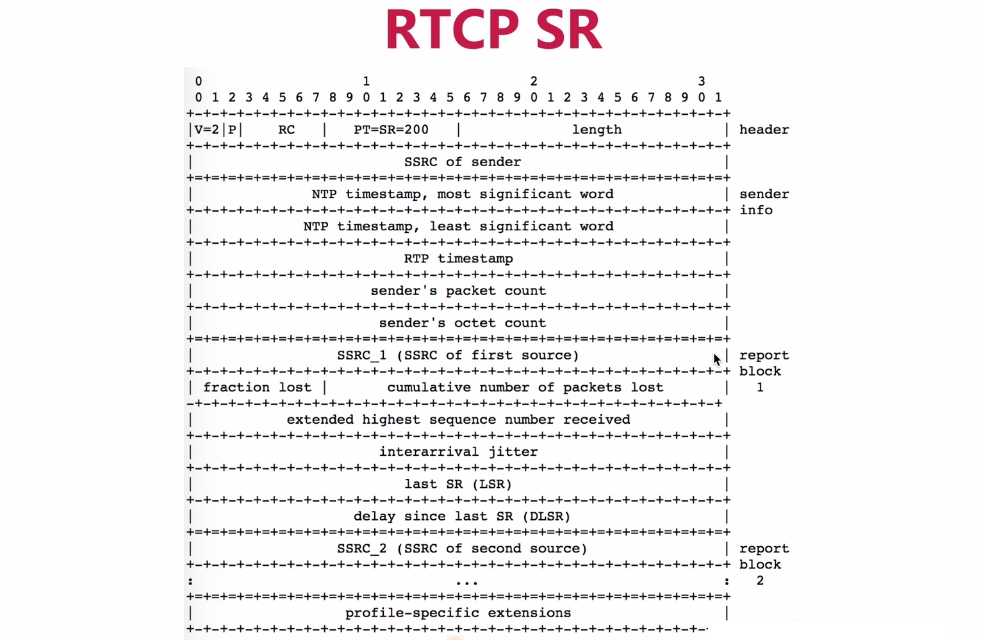 RTCP SR
0                   1                   2                   3
0 1 2 3 4 5 6 7 8 9 0 1 2 3 4 5 6 7 8 9 0 1 2 3 4 5 6 7 8 9 0 1
+-+-+-+-+-+-+-+-+-+-+-+-+-+-+-+-+-+-+-+-+-+-+-+-+-+-+-+-+-+-+-+-+
|V=2|P|    RC   |   PT=SR=200   |             length            | header
+-+-+-+-+-+-+-+-+-+-+-+-+-+-+-+-+-+-+-+-+-+-+-+-+-+-+-+-+-+-+-+-+
|                         SSRC of sender                        |
+=+=+=+=+=+=+=+=+=+=+=+=+=+=+=+=+=+=+=+=+=+=+=+=+=+=+=+=+=+=+=+=+
|              NTP timestamp, most significant word             | sender
+-+-+-+-+-+-+-+-+-+-+-+-+-+-+-+-+-+-+-+-+-+-+-+-+-+-+-+-+-+-+-+-+ info
|             NTP timestamp, least significant word             |
+-+-+-+-+-+-+-+-+-+-+-+-+-+-+-+-+-+-+-+-+-+-+-+-+-+-+-+-+-+-+-+-+
|                         RTP timestamp                         |
+-+-+-+-+-+-+-+-+-+-+-+-+-+-+-+-+-+-+-+-+-+-+-+-+-+-+-+-+-+-+-+-+
|                     sender's packet count                     |
+-+-+-+-+-+-+-+-+-+-+-+-+-+-+-+-+-+-+-+-+-+-+-+-+-+-+-+-+-+-+-+-+
|                      sender's octet count                     |
+=+=+=+=+=+=+=+=+=+=+=+=+=+=+=+=+=+=+=+=+=+=+=+=+=+=+=+=+=+=+=+=+
|                 SSRC_1 (SSRC of first source)                 | report
+-+-+-+-+-+-+-+-+-+-+-+-+-+-+-+-+-+-+-+-+-+-+-+-+-+-+-+-+-+-+-+-+ block
| fraction lost |       cumulative number of packets lost       |   1
-+-+-+-+-+-+-+-+-+-+-+-+-+-+-+-+-+-+-+-+-+-+-+-+-+-+-+-+-+-+-+-+
|           extended highest sequence number received           |
+-+-+-+-+-+-+-+-+-+-+-+-+-+-+-+-+-+-+-+-+-+-+-+-+-+-+-+-+-+-+-+-+
|                      interarrival jitter                      |
+-+-+-+-+-+-+-+-+-+-+-+-+-+-+-+-+-+-+-+-+-+-+-+-+-+-+-+-+-+-+-+-+
|                         last SR (LSR)                         |
+-+-+-+-+-+-+-+-+-+-+-+-+-+-+-+-+-+-+-+-+-+-+-+-+-+-+-+-+-+-+-+-+
|                   delay since last SR (DLSR)                  |
+=+=+=+=+=+=+=+=+=+=+=+=+=+=+=+=+=+=+=+=+=+=+=+=+=+=+=+=+=+=+=+=+
|                 SSRC_2 (SSRC of second source)                | report
+-+-+-+-+-+-+-+-+-+-+-+-+-+-+-+-+-+-+-+-+-+-+-+-+-+-+-+-+-+-+-+-+ block
:                               ...                             :   2
+=+=+=+=+=+=+=+=+=+=+=+=+=+=+=+=+=+=+=+=+=+=+=+=+=+=+=+=+=+=+=+=+
|                  profile-specific extensions                  |
+-+-+-+-+-+-+-+-+-+-+-+-+-+-+-+-+-+-+-+-+-+-+-+-+-+-+-+-+-+-+-